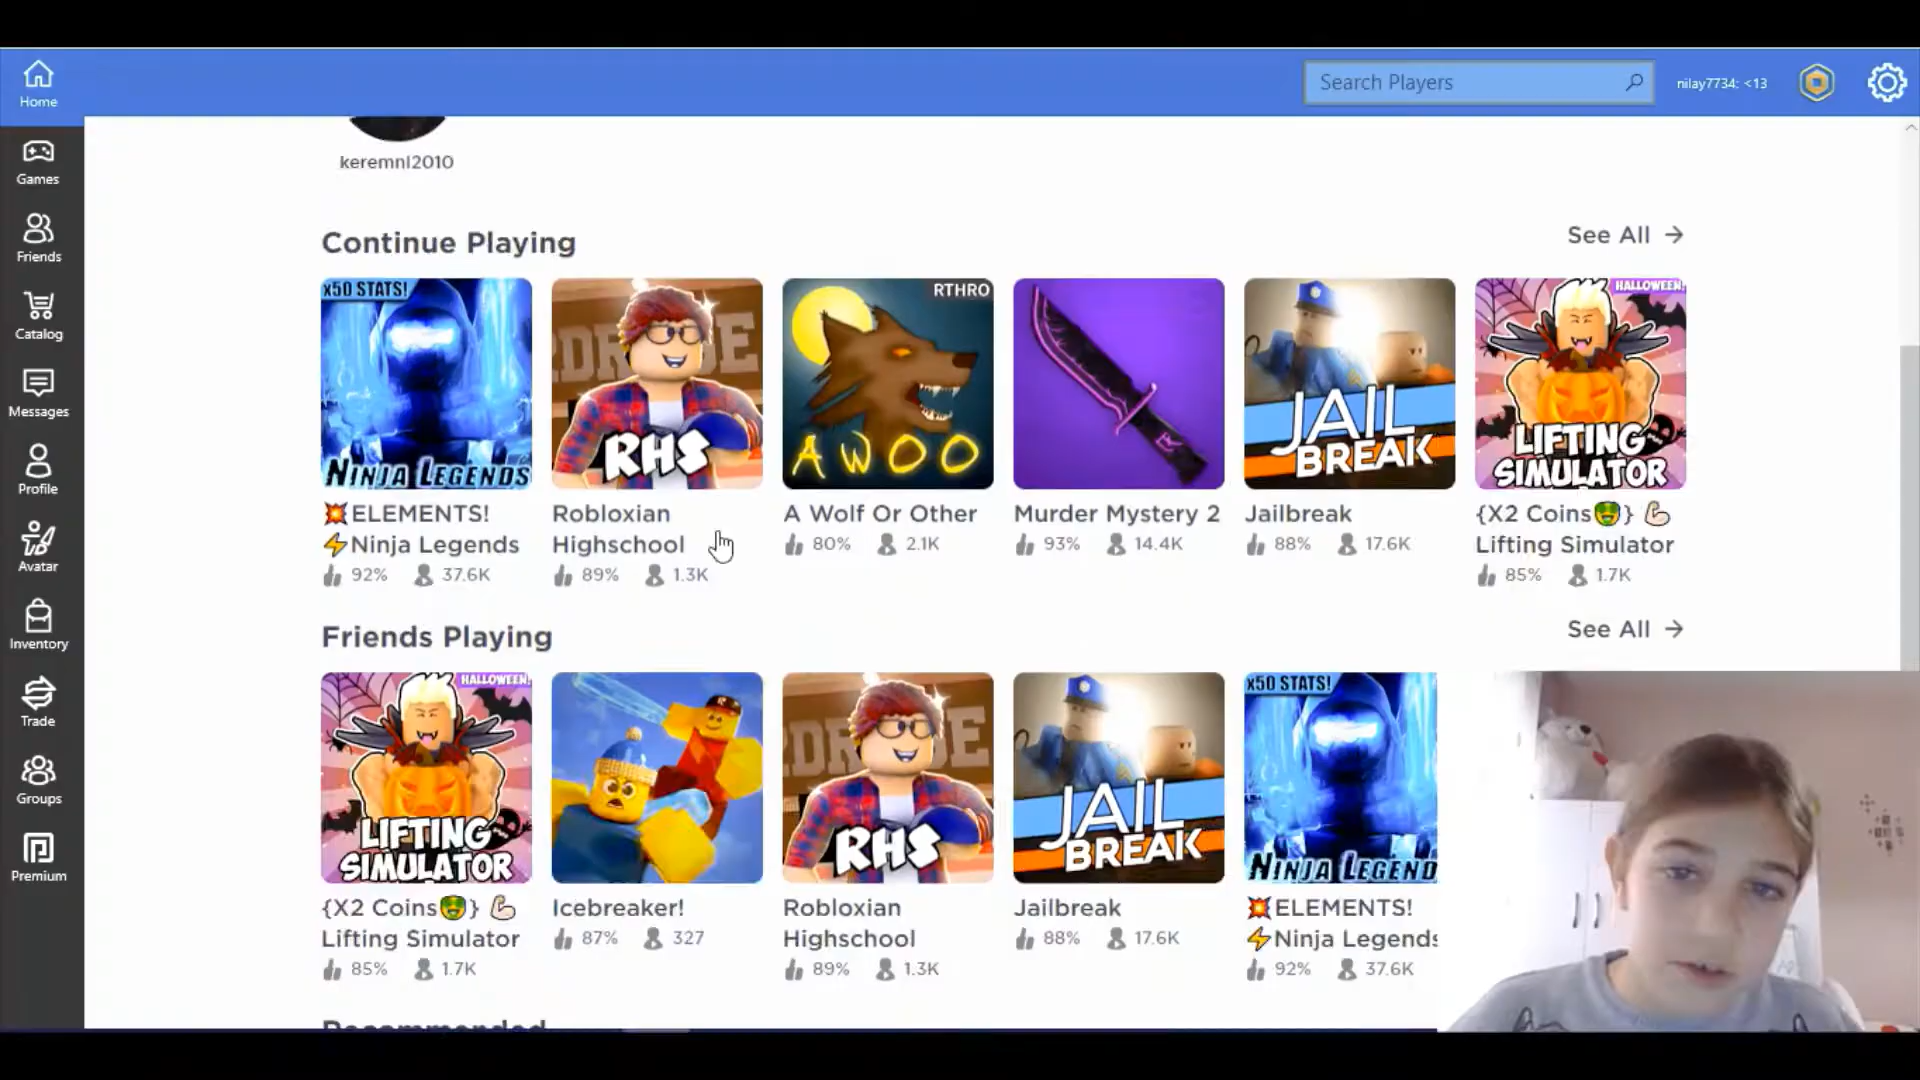 Home
Search Players
nilay7734: <13
Games
Friends
Catalog
Messages
Profile
Avatar
Inventory
Trade
Groups
Premium
keremnl2010
Continue Playing
See All
x50 STATS!
NINJA LEGENDS
RHS
RTHRO
AWOO
JAIL
BREAK
HALLOWEEN!
LIFTING
SIMULATOR
💥ELEMENTS!
⚡Ninja Legends
92% 37.6K
Robloxian
Highschool
89% 1.3K
A Wolf Or Other
80% 2.1K
Murder Mystery 2
93% 14.4K
Jailbreak
88% 17.6K
{X2 Coins🤑} 💪
Lifting Simulator
85% 1.7K
Friends Playing
See All
HALLOWEEN!
LIFTING
SIMULATOR
RHS
JAIL
BREAK
x50 STATS!
NINJA LEGEND
{X2 Coins🤑} 💪
Lifting Simulator
85% 1.7K
Icebreaker!
87% 327
Robloxian
Highschool
89% 1.3K
Jailbreak
88% 17.6K
💥ELEMENTS!
⚡Ninja Legends
92% 37.6K
Recommended